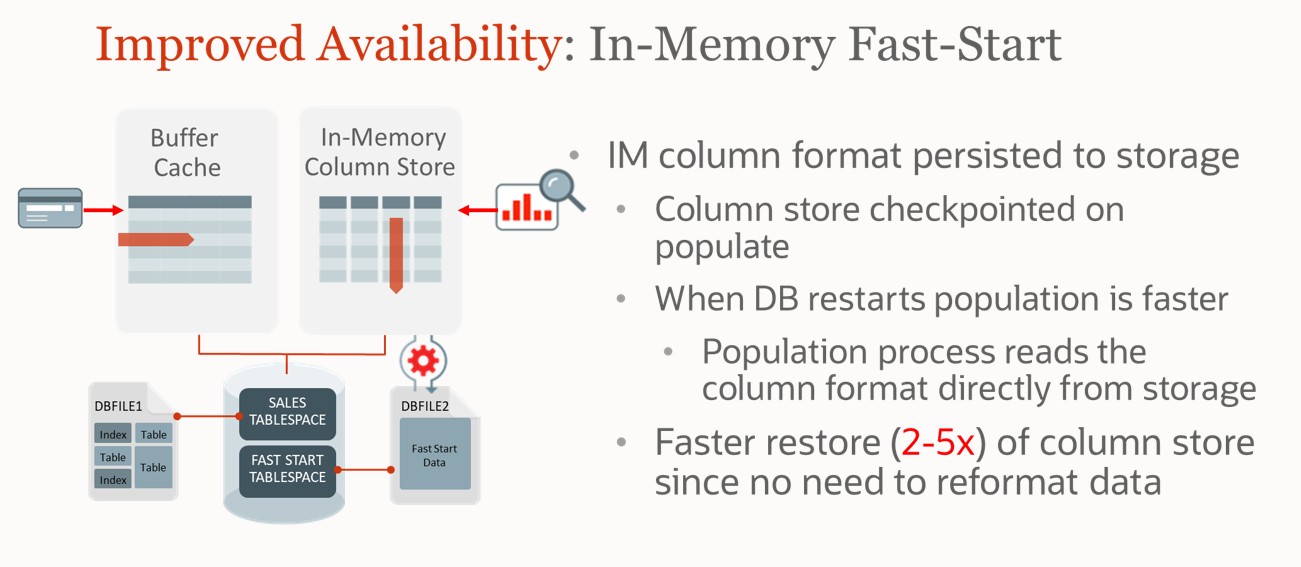 Improved Availability: In-Memory Fast-Start
Buffer
Cache
In-Memory
Column Store
DBFILE1
Index
Table
Table
Table
Index
SALES
TABLESPACE
FAST START
TABLESPACE
DBFILE2
Fast Start
Data
• IM column format persisted to storage
• Column store checkpointed on
populate
• When DB restarts population is faster
• Population process reads the
column format directly from storage
• Faster restore (2-5x) of column store
since no need to reformat data